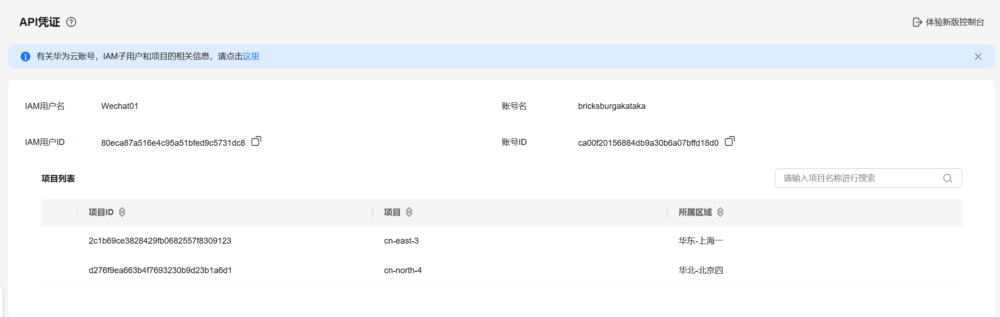 API凭证
体验新版控制台
有关华为云账号，IAM子用户和项目的相关信息，请点击这里
IAM用户名 Wechat01 账号名 bricksburgakataka
IAM用户ID 80eca87a516e4c95a51bfed9c5731dc8 账号ID ca00f20156884db9a30b6a07bffd18d0
项目列表
请输入项目名称进行搜索
项目ID 项目 所属区域
2c1b69ce3828429fb0682557f8309123 cn-east-3 华东-上海一
d276f9ea663b4f7693230b9d23b1a6d1 cn-north-4 华北-北京四